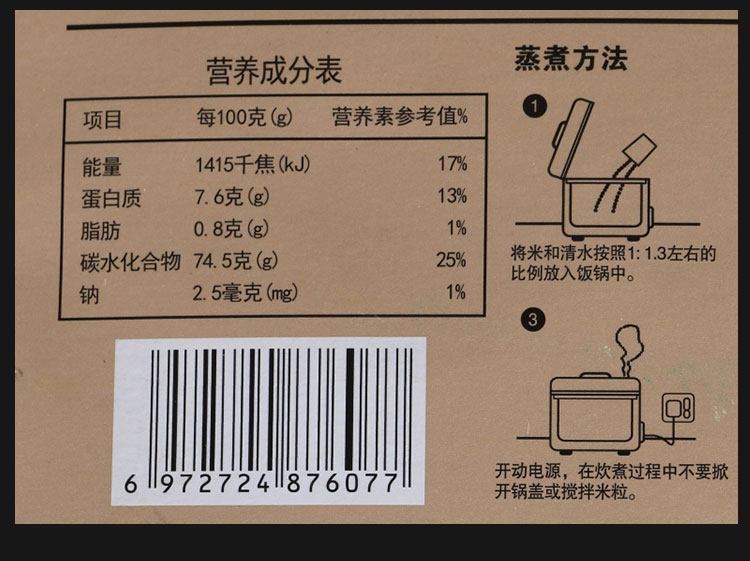 营养成分表
项目 每100克(g) 营养素参考值%
能量 1415千焦(kJ) 17%
蛋白质 7.6克(g) 13%
脂肪 0.8克(g) 1%
碳水化合物 74.5克(g) 25%
钠 2.5毫克(mg) 1%
6 972724 876077
蒸煮方法
1
将米和清水按照1:1.3左右的
比例放入饭锅中。
3
开动电源，在炊煮过程中不要掀
开锅盖或搅拌米粒。